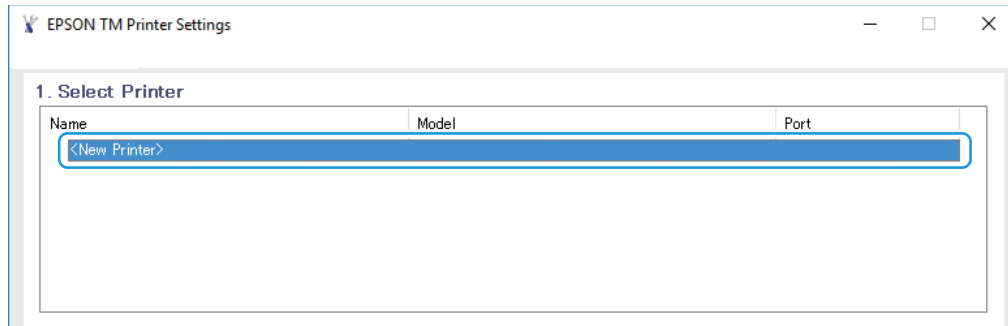 EPSON TM Printer Settings
1. Select Printer
Name Model Port
<New Printer>